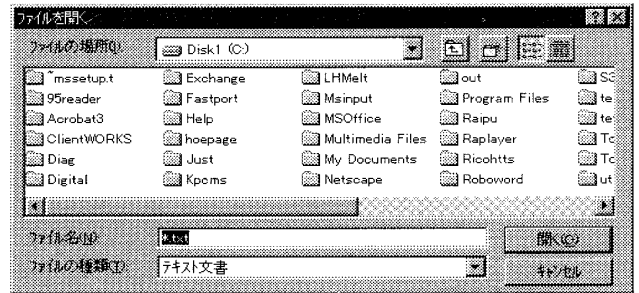 ファイルを開く
ファイルの場所(I):
Disk1 (C:)
~mssetup.t Exchange LHMelt out
95reader Fastport Msinput Program Files te
Acrobat3 Help MSOffice Raipu te
ClientWORKS hoepage Multimedia Files Raplayer
Diag Just My Documents Ricohtts
Digital Kpcms Netscape Roboword ut
ファイル名(N):
*.txt
開く(O)
ファイルの種類(T):
テキスト文書
キャンセル